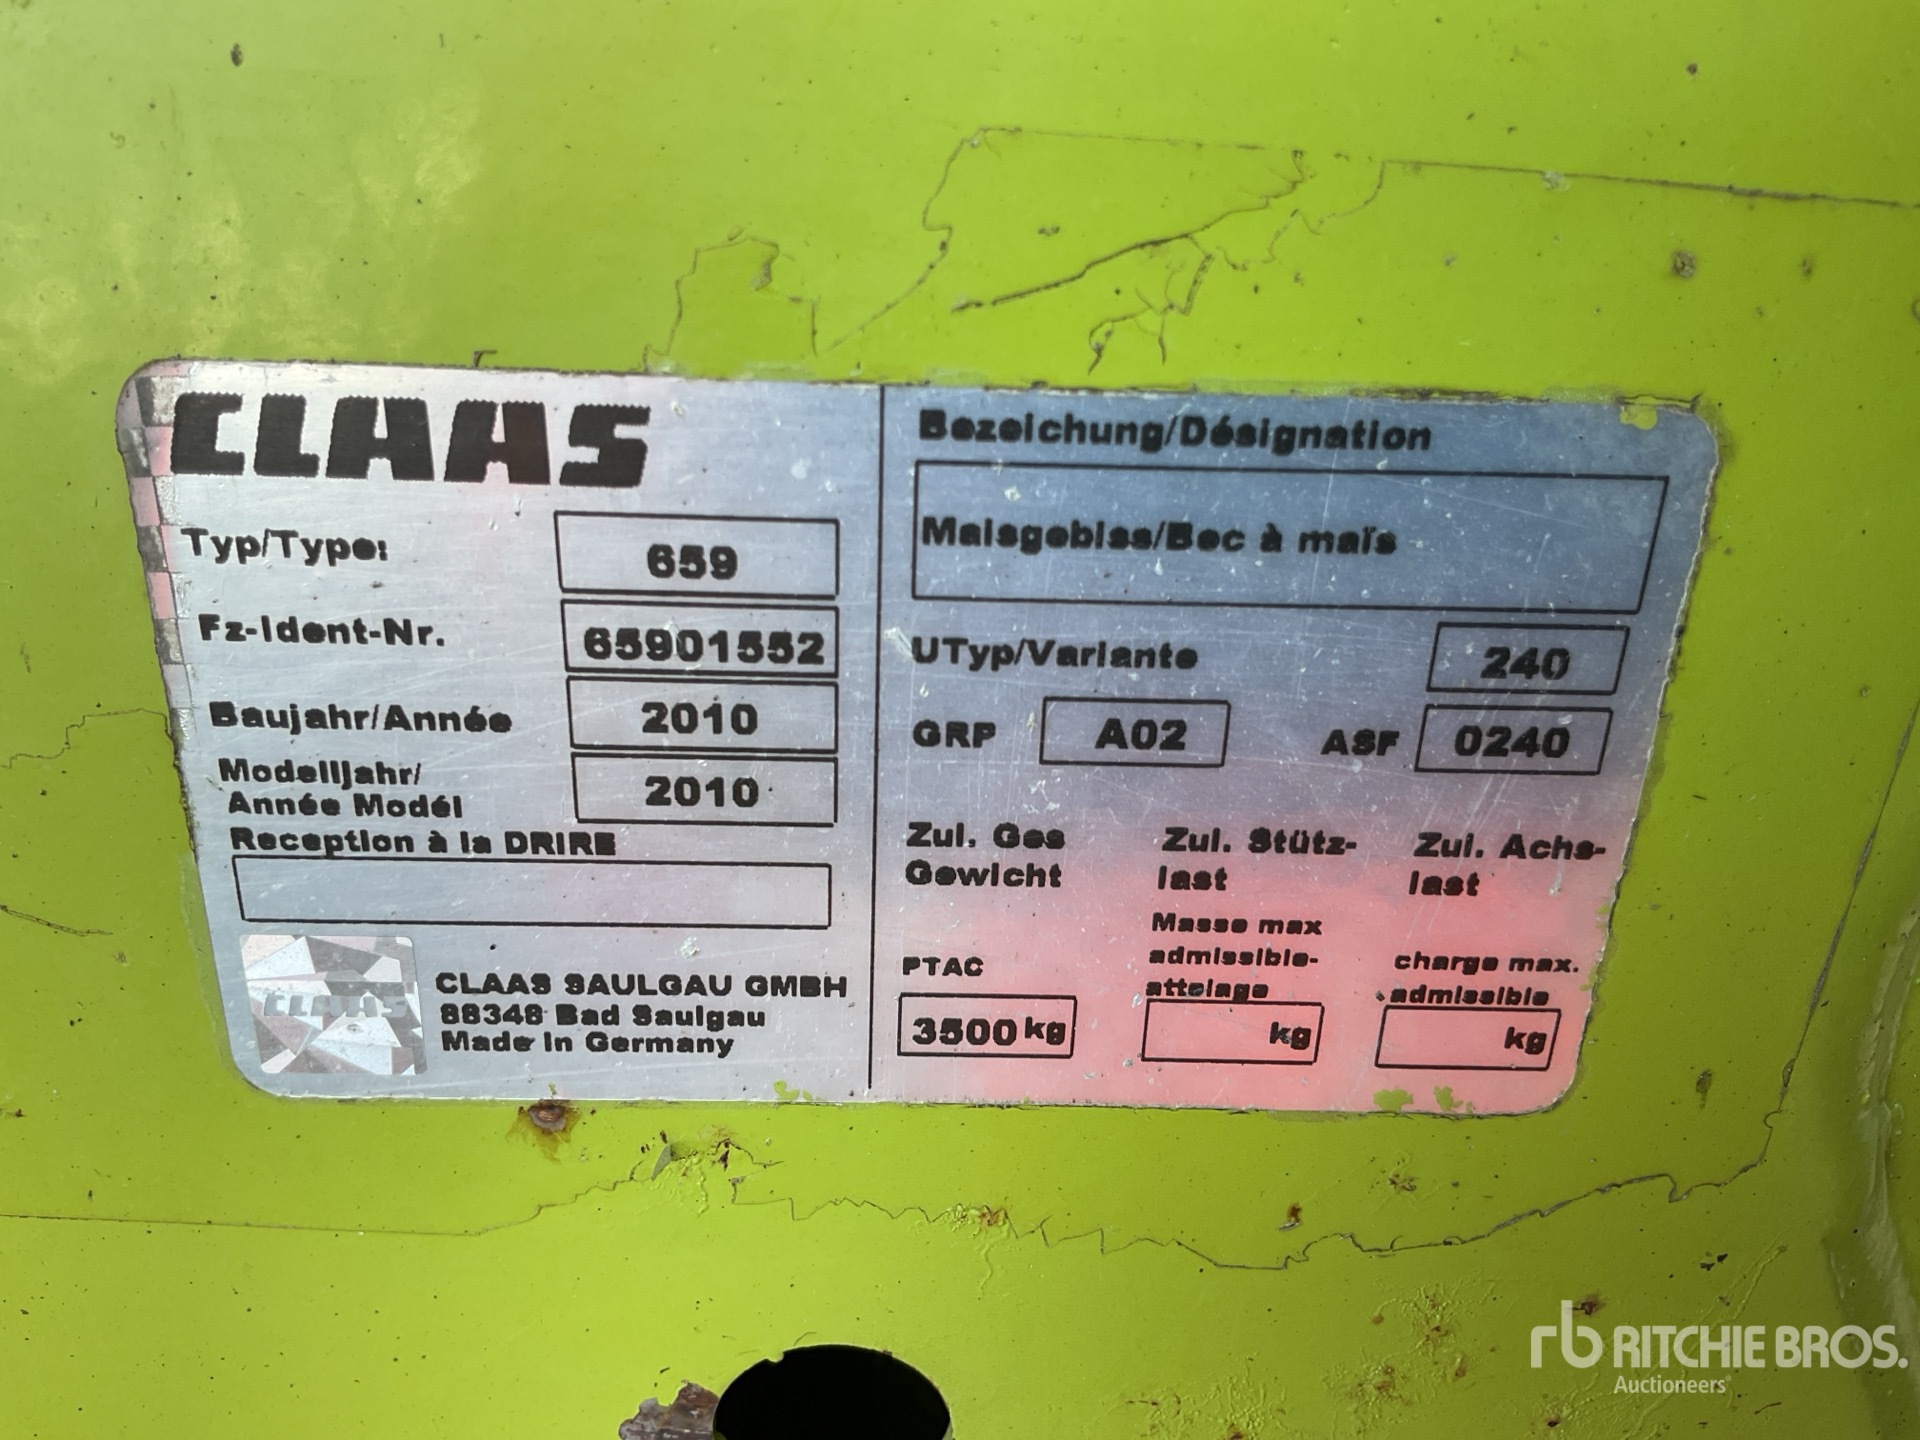 CLAAS
Typ/Type: 659
Fz-Ident-Nr. 65901552
Baujahr/Année 2010
Modelljahr/
Année Modél 2010
Reception à la DRIRE
CLAAS
CLAAS SAULGAU GMBH
88348 Bad Saulgau
Made in Germany
Bezeichung/Désignation
Maisgebiss/Bec à maïs
UTyp/Variante 240
GRP A02 ASF 0240
Zul. Ges
Gewicht
PTAC
3500 kg
Zul. Stütz-
last
Masse max
admissible-
attelage
kg
Zul. Achs-
last
charge max.
admissible
kg
rb RITCHIE BROS.
Auctioneers